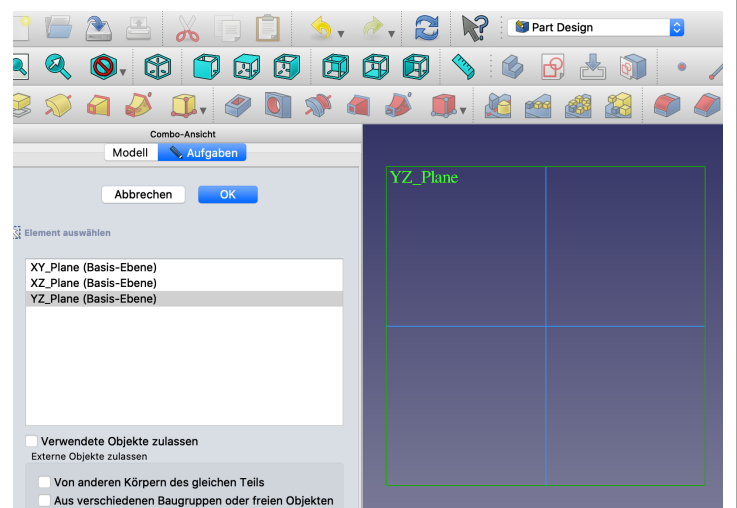 Part Design
Combo-Ansicht
Modell
Aufgaben
Abbrechen
OK
Element auswählen
XY_Plane (Basis-Ebene)
XZ_Plane (Basis-Ebene)
YZ_Plane (Basis-Ebene)
Verwendete Objekte zulassen
Externe Objekte zulassen
Von anderen Körpern des gleichen Teils
Aus verschiedenen Baugruppen oder freien Objekten
YZ_Plane